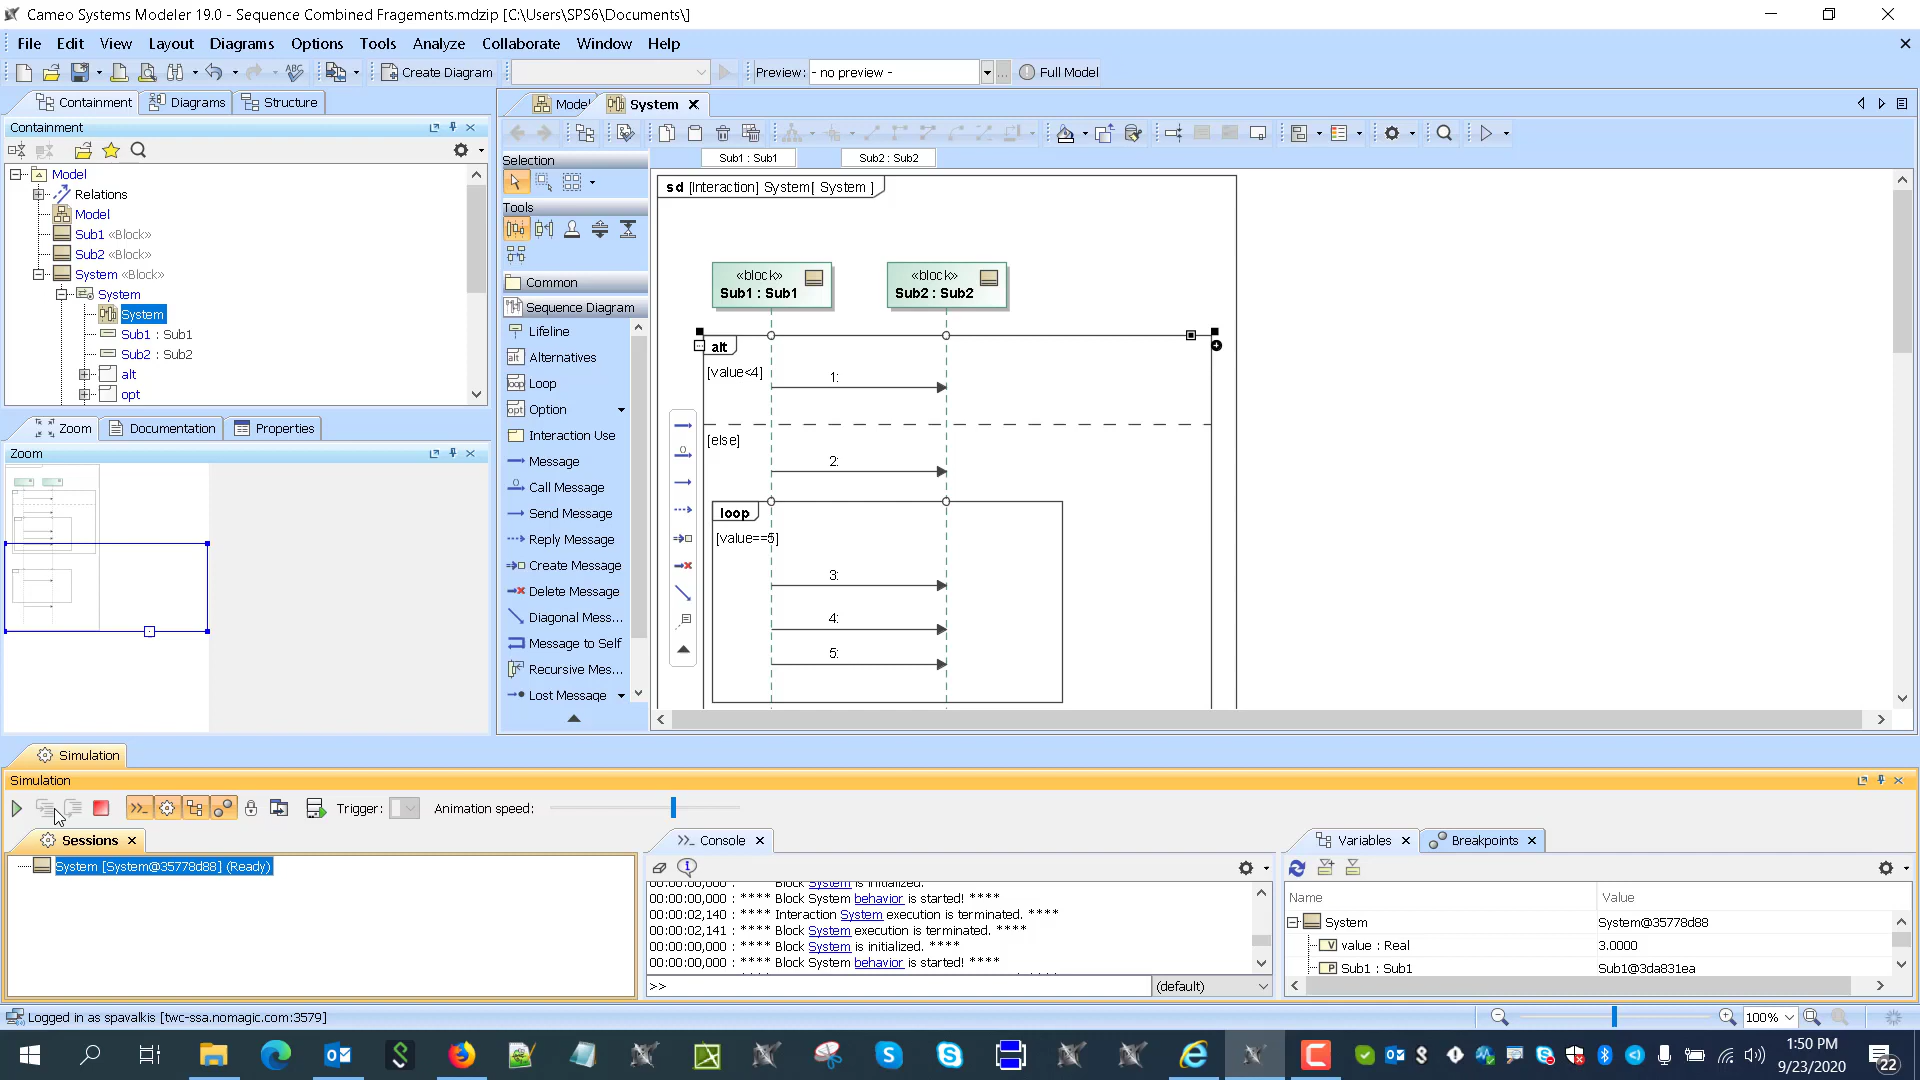 Cameo Systems Modeler 19.0 - Sequence Combined Fragements.mdzip [C:\Users\SPS6\Documents\]
File Edit View Layout Diagrams Options Tools Analyze Collaborate Window Help
Create Diagram Preview: - no preview - Full Model
Containment Diagrams Structure
Containment
Model
Relations
Model
Sub1 «Block»
Sub2 «Block»
System «Block»
System
System
Sub1 : Sub1
Sub2 : Sub2
alt
opt
Zoom Documentation Properties
Zoom
Model System
Sub1 : Sub1 Sub2 : Sub2
Selection
Tools
Common
Sequence Diagram
Lifeline
Alternatives
Loop
Option
Interaction Use
Message
Call Message
Send Message
Reply Message
Create Message
Delete Message
Diagonal Mess...
Message to Self
Recursive Mes...
Lost Message
sd [Interaction] System[ System ]
«block»
Sub1 : Sub1
«block»
Sub2 : Sub2
alt
[value<4]
1:
[else]
2:
loop
[value==5]
3:
4:
5:
Simulation
Simulation
Trigger: Animation speed:
Sessions
System [System@35778d88] (Ready)
Console
00:00:00,000 : **** Block System is initialized. ****
00:00:00,000 : **** Block System behavior is started! ****
00:00:02,140 : **** Interaction System execution is terminated. ****
00:00:02,141 : **** Block System execution is terminated. ****
00:00:00,000 : **** Block System is initialized. ****
00:00:00,000 : **** Block System behavior is started! ****
>> (default)
Variables Breakpoints
Name Value
System System@35778d88
value : Real 3.0000
Sub1 : Sub1 Sub1@3da831ea
Logged in as spavalkis [twc-ssa.nomagic.com:3579]
100%
1:50 PM
9/23/2020
22